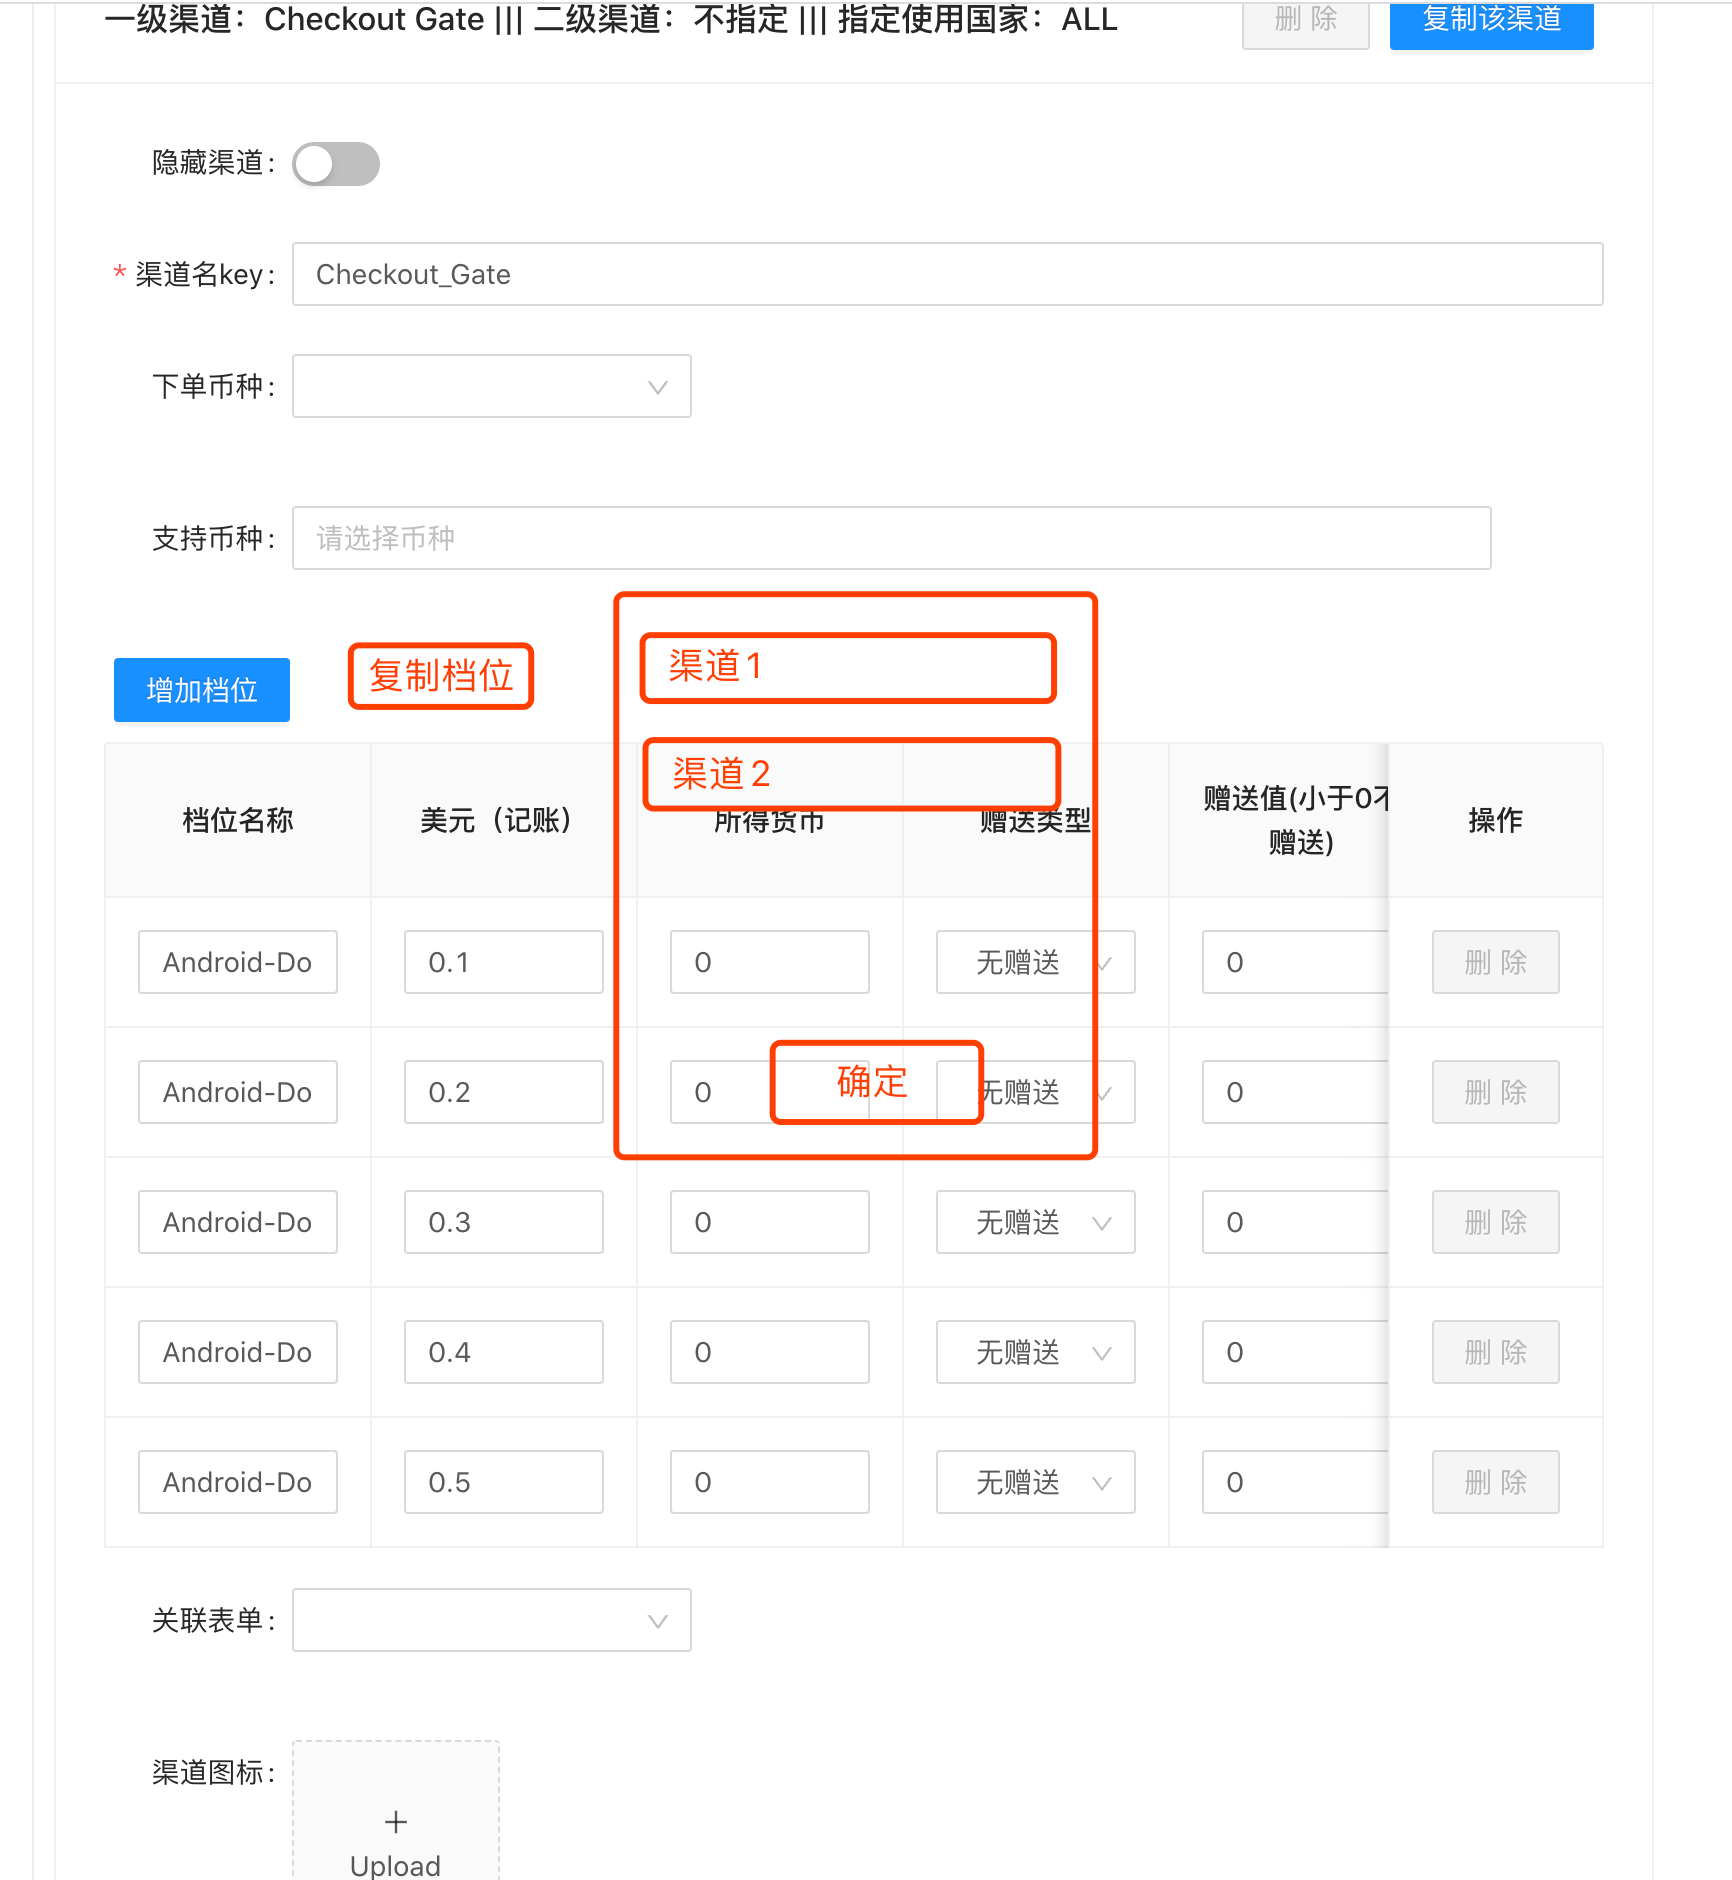 一级渠道：Checkout Gate ||| 二级渠道：不指定 ||| 指定使用国家：ALL
删 除
复制该渠道
隐藏渠道：
* 渠道名key： Checkout_Gate
下单币种：
支持币种： 请选择币种
增加档位
复制档位
渠道1
渠道2
档位名称 美元（记账） 所得货币 赠送类型 赠送值(小于0不
赠送) 操作
Android-Do 0.1 0 无赠送 0 删 除
Android-Do 0.2 0 无赠送 0 删 除
确定
Android-Do 0.3 0 无赠送 0 删 除
Android-Do 0.4 0 无赠送 0 删 除
Android-Do 0.5 0 无赠送 0 删 除
关联表单：
渠道图标：
+
Upload